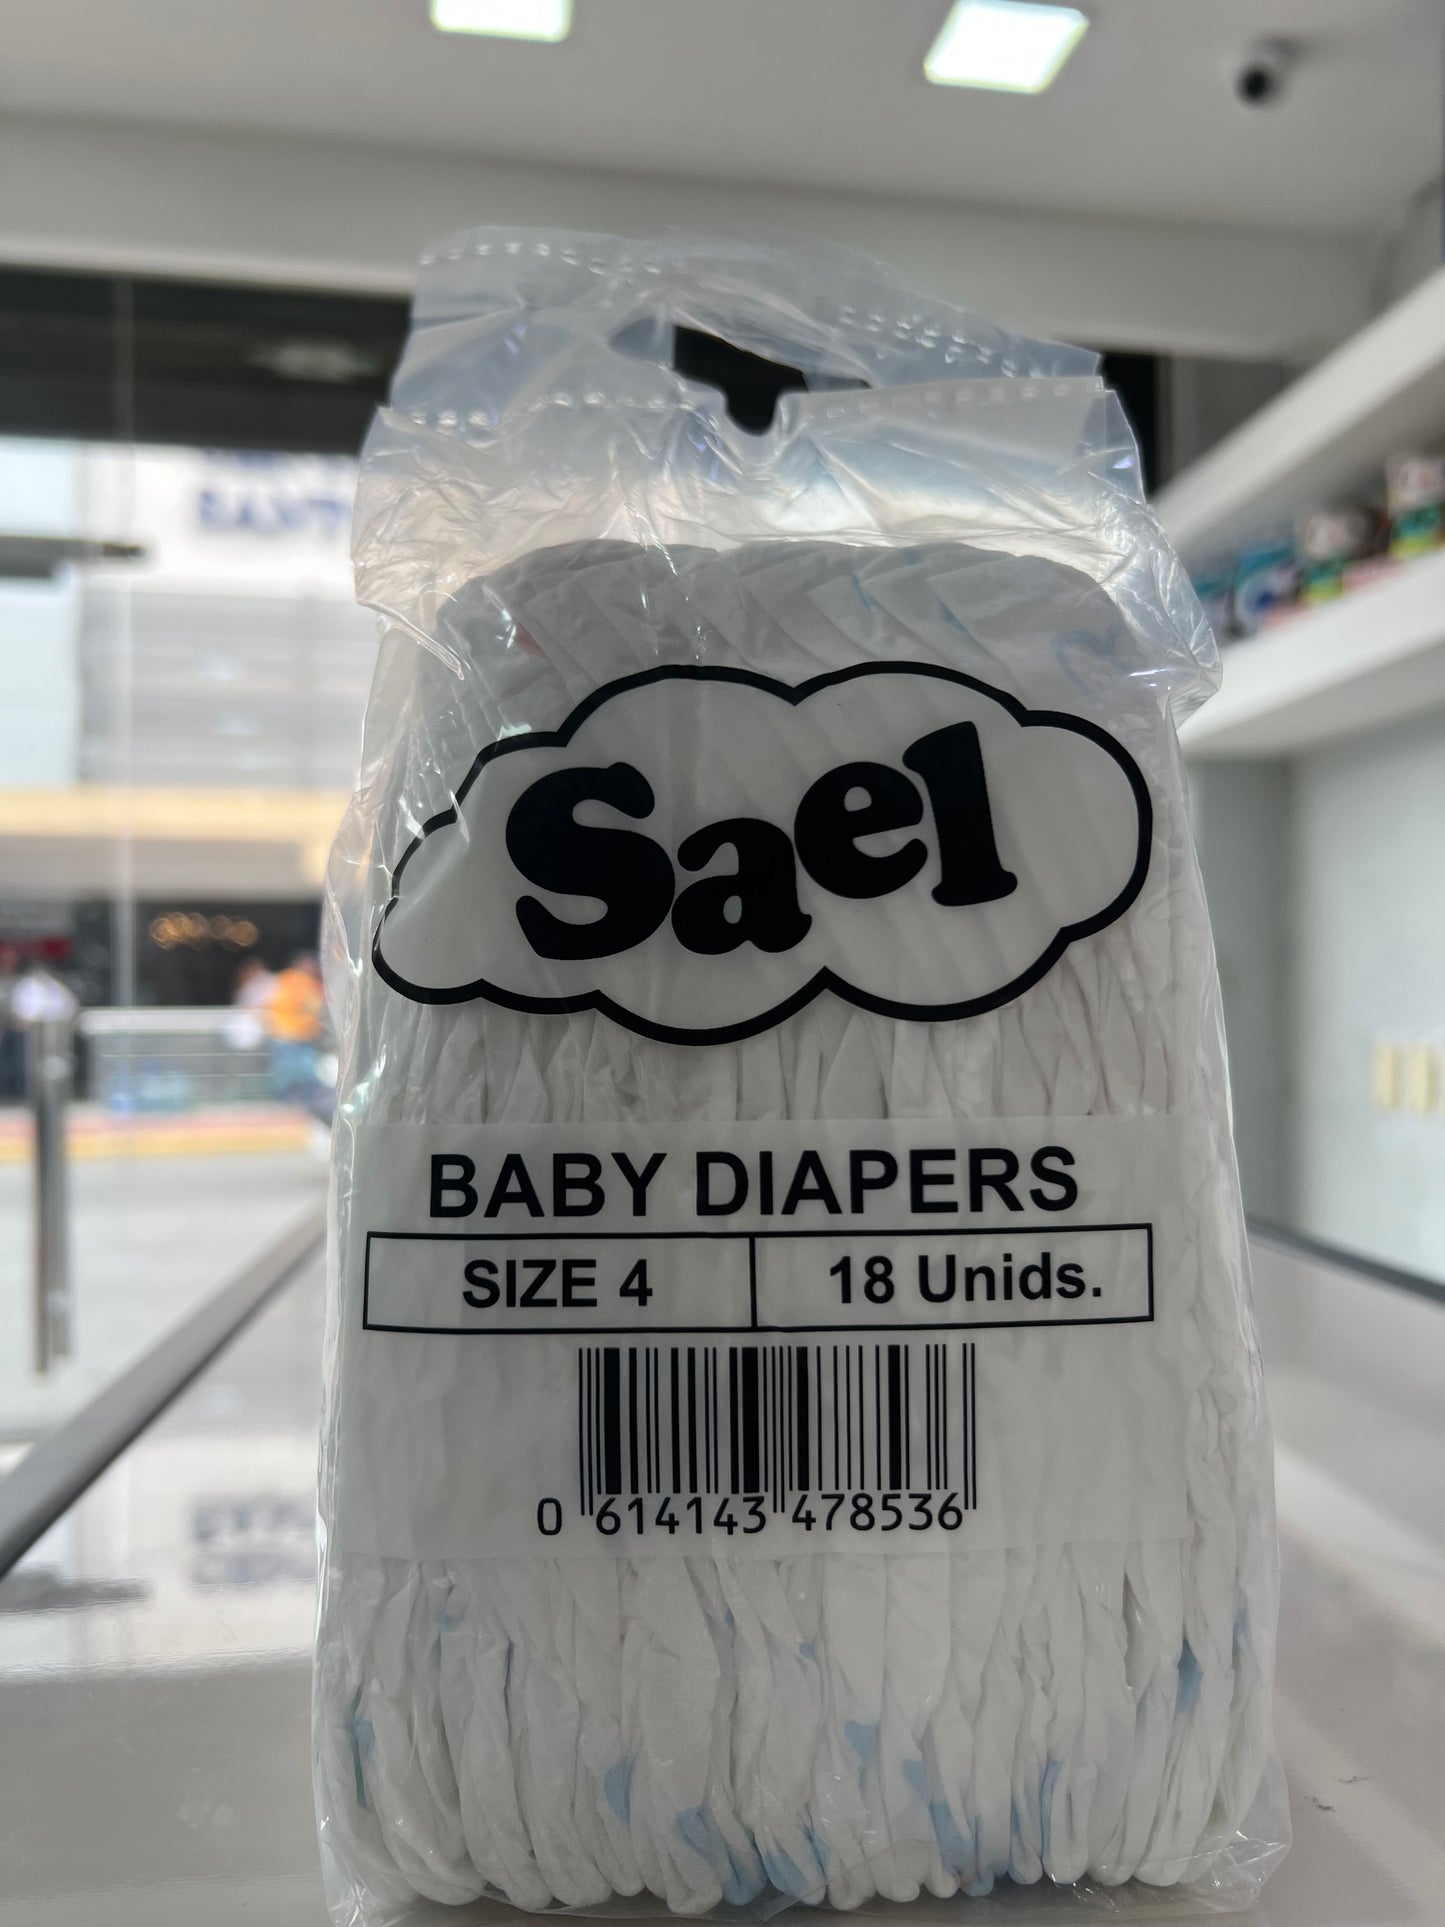 Sael
BABY DIAPERS
SIZE 4
18 Unids.
0 614143 478536